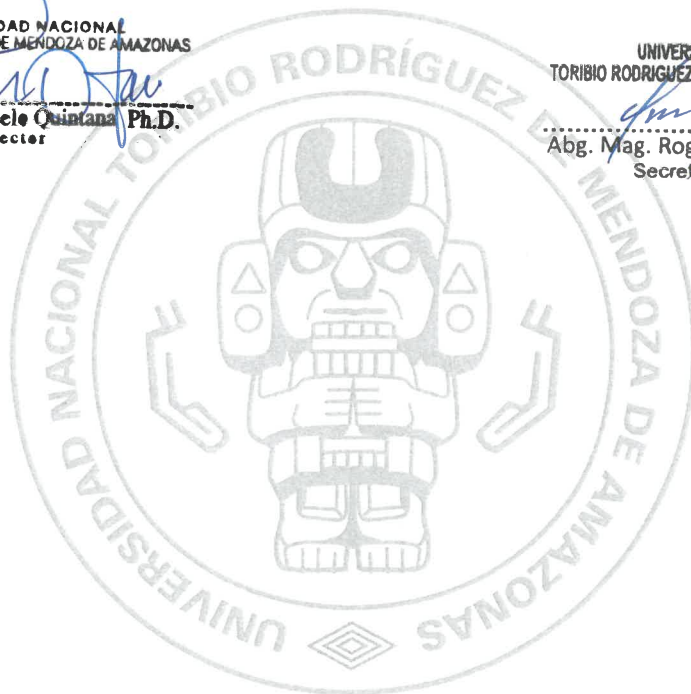 DAD NACIONAL
E MENDOZA DE AMAZONAS
elo Quintana Ph.D.
ector
UNIVER
TORIBIO RODRIGUEZ
Abg. Mag. Rog
Secre
UNIVERSIDAD NACIONAL TORIBIO RODRÍGUEZ DE MENDOZA DE AMAZONAS